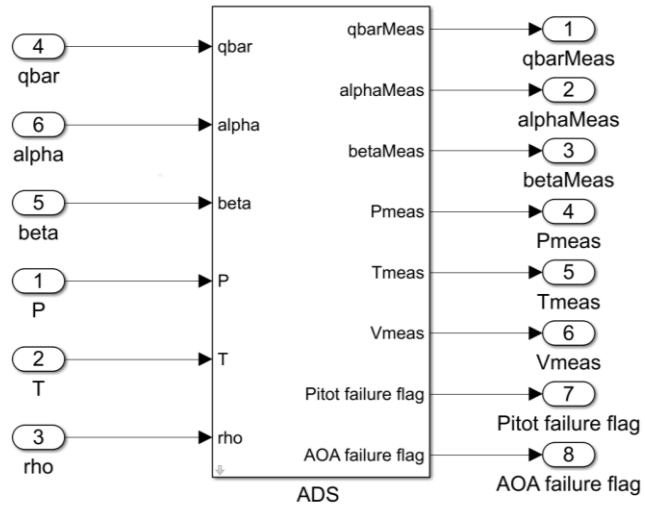 4
qbar
6
alpha
5
beta
1
P
2
T
3
rho
qbar
alpha
beta
P
T
rho
qbarMeas
alphaMeas
betaMeas
Pmeas
Tmeas
Vmeas
Pitot failure flag
AOA failure flag
ADS
1
qbarMeas
2
alphaMeas
3
betaMeas
4
Pmeas
5
Tmeas
6
Vmeas
7
Pitot failure flag
8
AOA failure flag